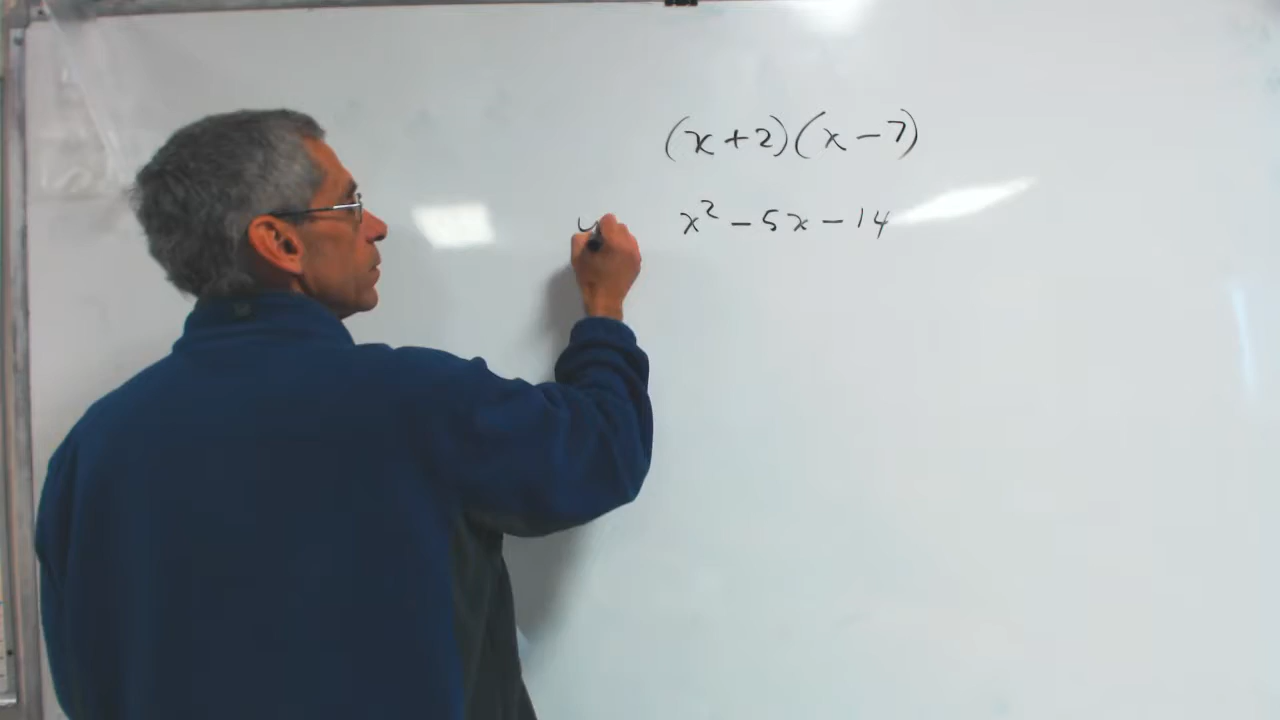 (x+2)(x-7)
x² - 5x - 14